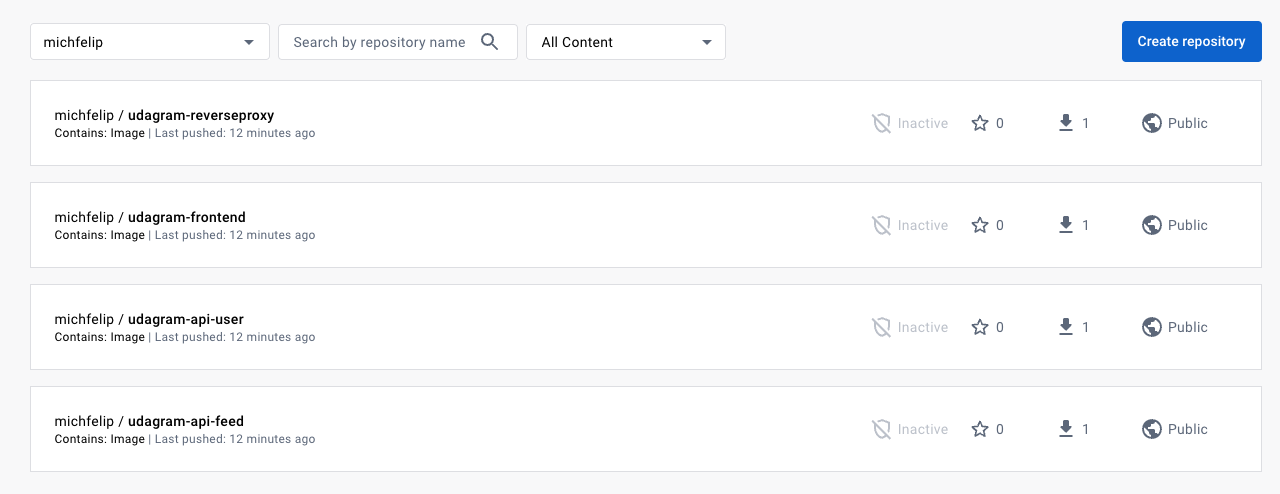 michfelip
Search by repository name
All Content
Create repository
michfelip / udagram-reverseproxy
Contains: Image | Last pushed: 12 minutes ago
Inactive
0
1
Public
michfelip / udagram-frontend
Contains: Image | Last pushed: 12 minutes ago
Inactive
0
1
Public
michfelip / udagram-api-user
Contains: Image | Last pushed: 12 minutes ago
Inactive
0
1
Public
michfelip / udagram-api-feed
Contains: Image | Last pushed: 12 minutes ago
Inactive
0
1
Public